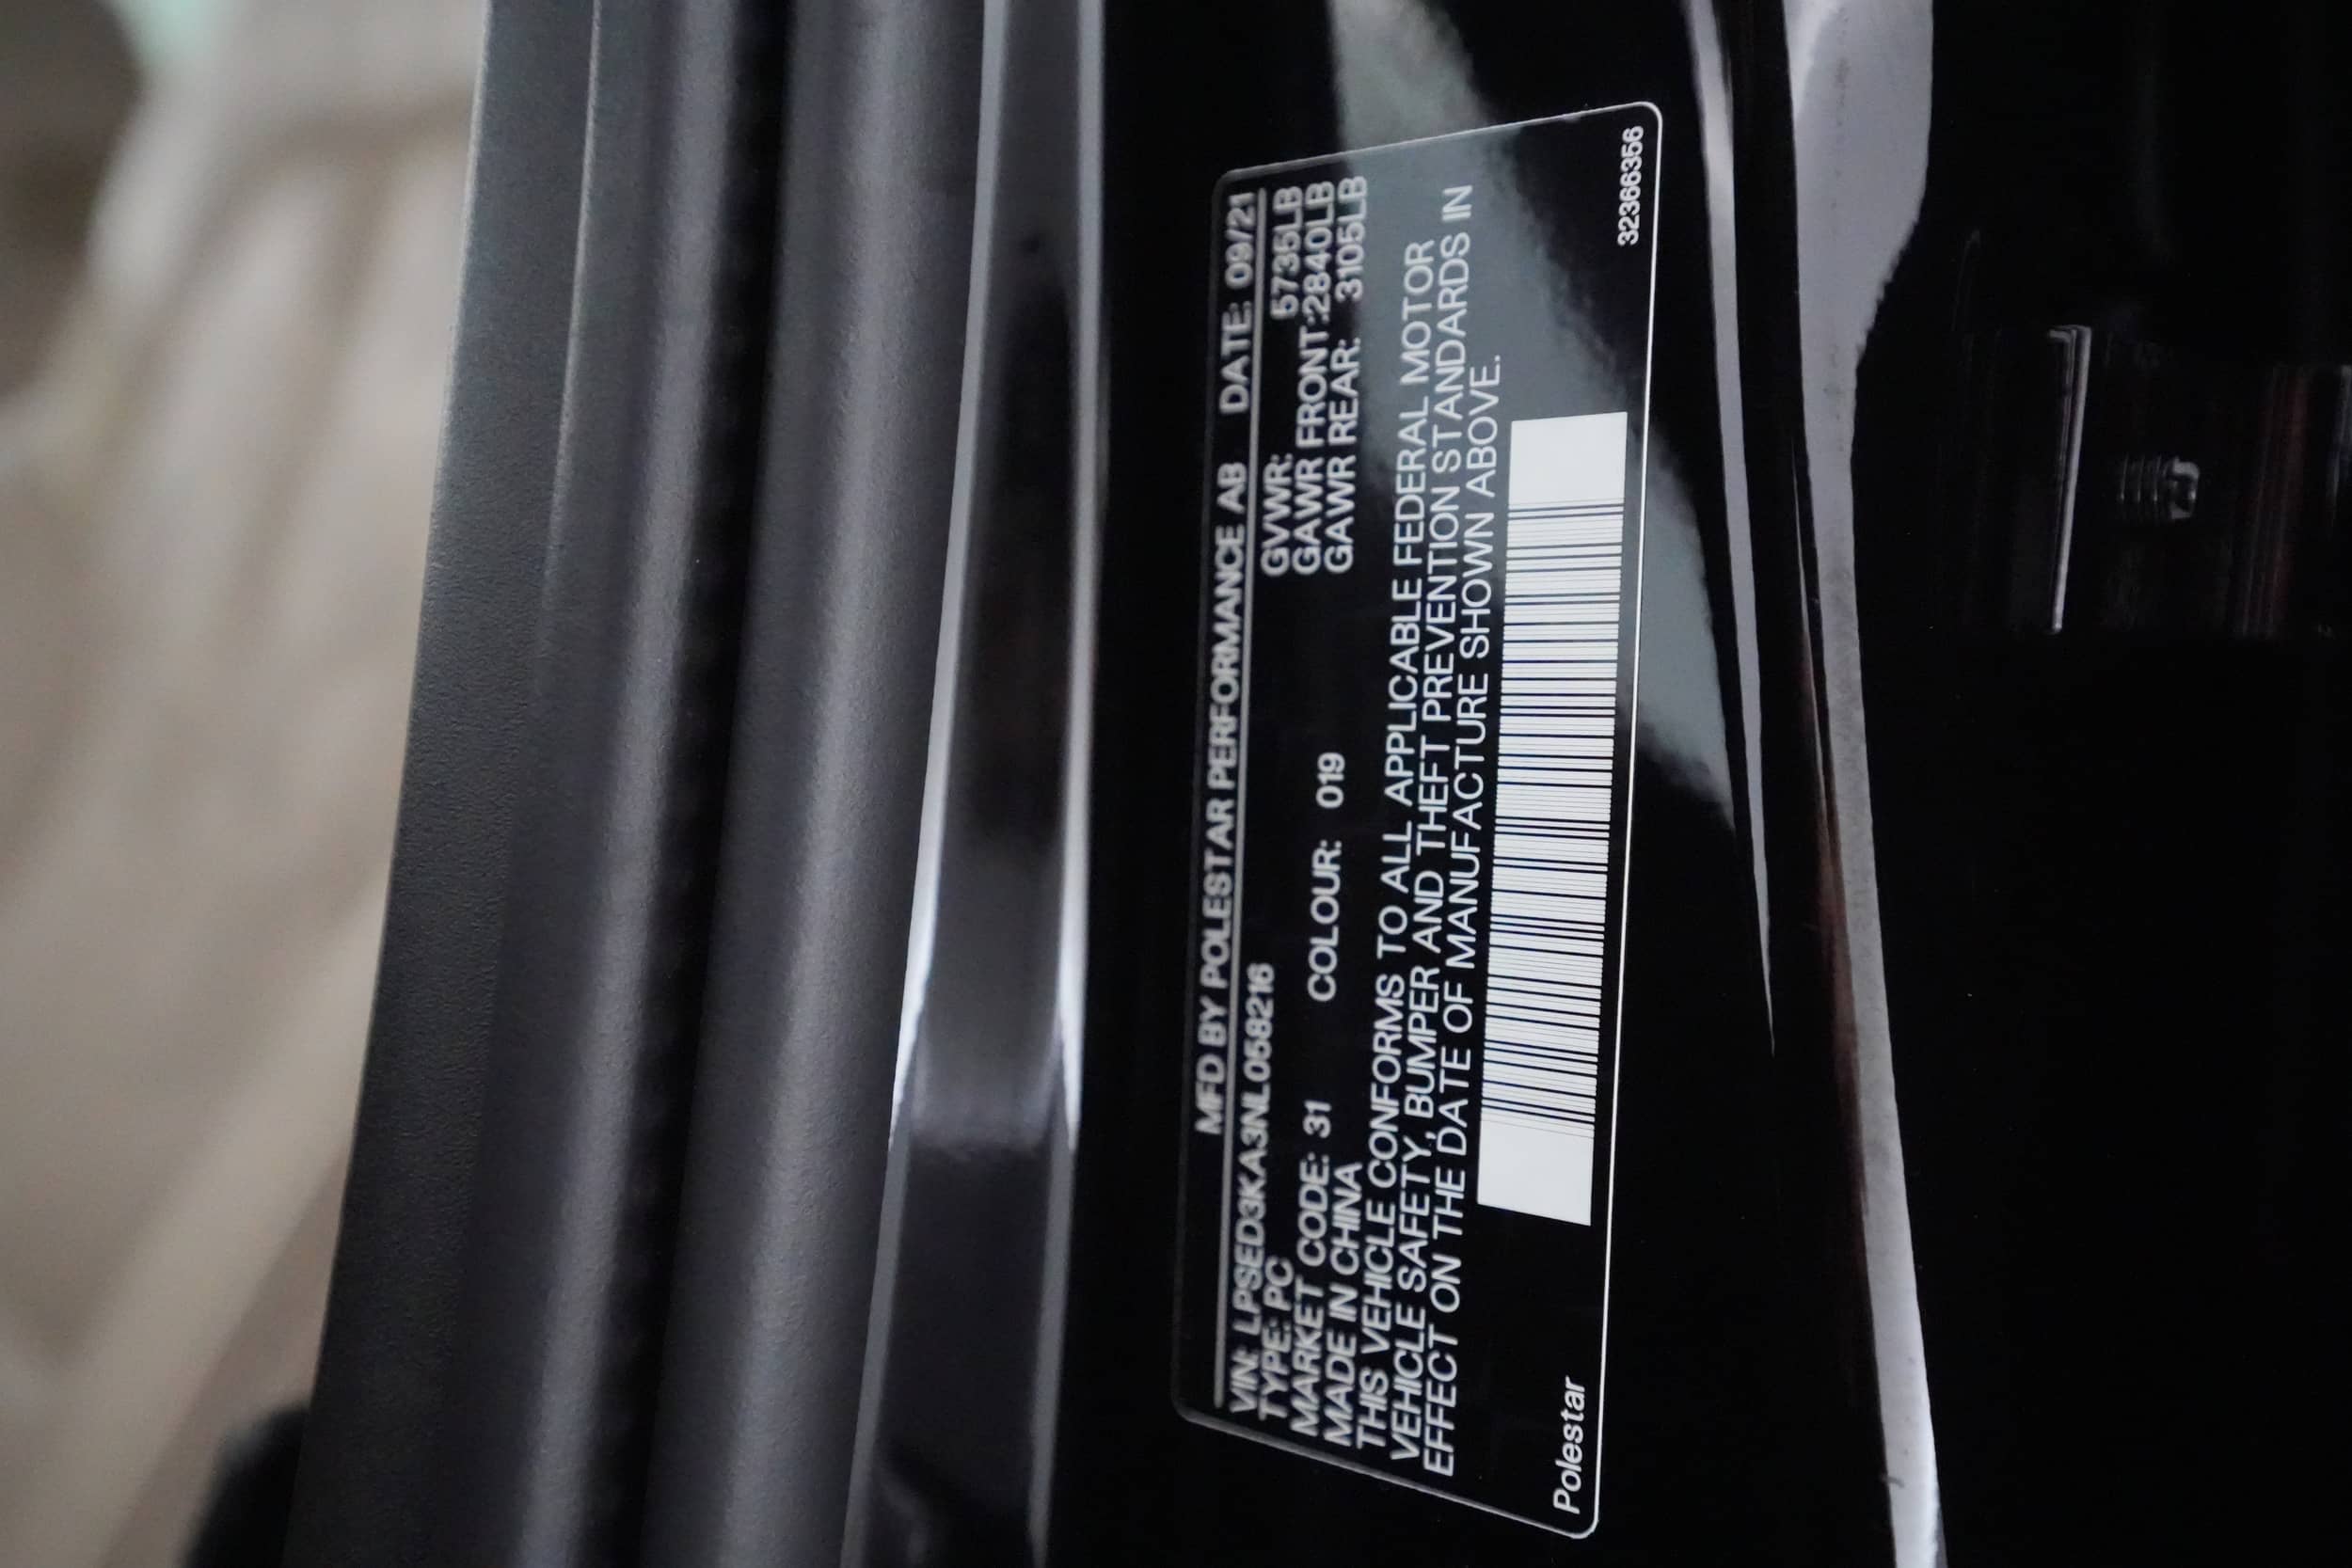 MFD BY POLESTAR PERFORMANCE AB DATE: 09/21
VIN: LPSED3KA3NL058216
TYPE: PC GVWR: 5735LB
MARKET CODE: 31 COLOUR: 019 GAWR FRONT:2840LB
MADE IN CHINA GAWR REAR: 3105LB
THIS VEHICLE CONFORMS TO ALL APPLICABLE FEDERAL MOTOR
VEHICLE SAFETY, BUMPER AND THEFT PREVENTION STANDARDS IN
EFFECT ON THE DATE OF MANUFACTURE SHOWN ABOVE.
Polestar 32366356